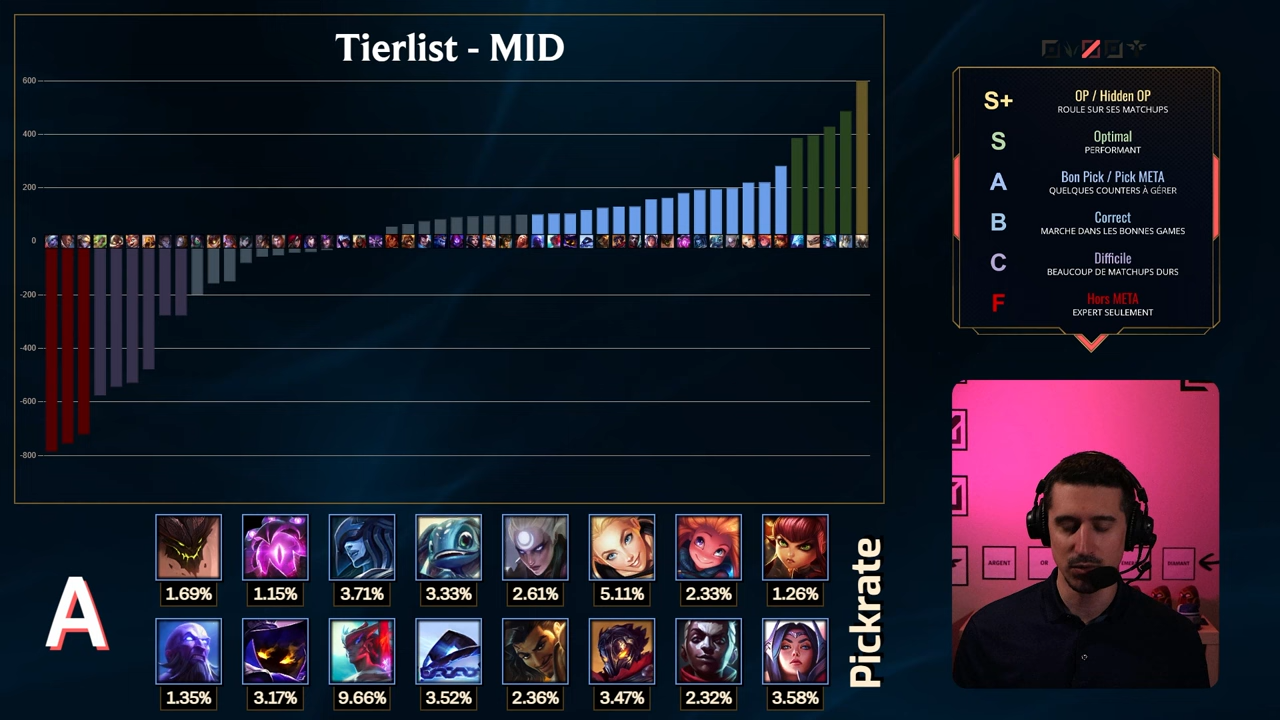 Tierlist - MID
600
400
200
0
-200
-400
-600
-800
S+
OP / Hidden OP
ROULE SUR SES MATCHUPS
S
Optimal
PERFORMANT
A
Bon Pick / Pick META
QUELQUES COUNTERS À GÉRER
B
Correct
MARCHE DANS LES BONNES GAMES
C
Difficile
BEAUCOUP DE MATCHUPS DURS
F
Hors META
EXPERT SEULEMENT
ARGENT
OR
DIAMANT
A
1.69% 1.15% 3.71% 3.33% 2.61% 5.11% 2.33% 1.26%
1.35% 3.17% 9.66% 3.52% 2.36% 3.47% 2.32% 3.58%
Pickrate